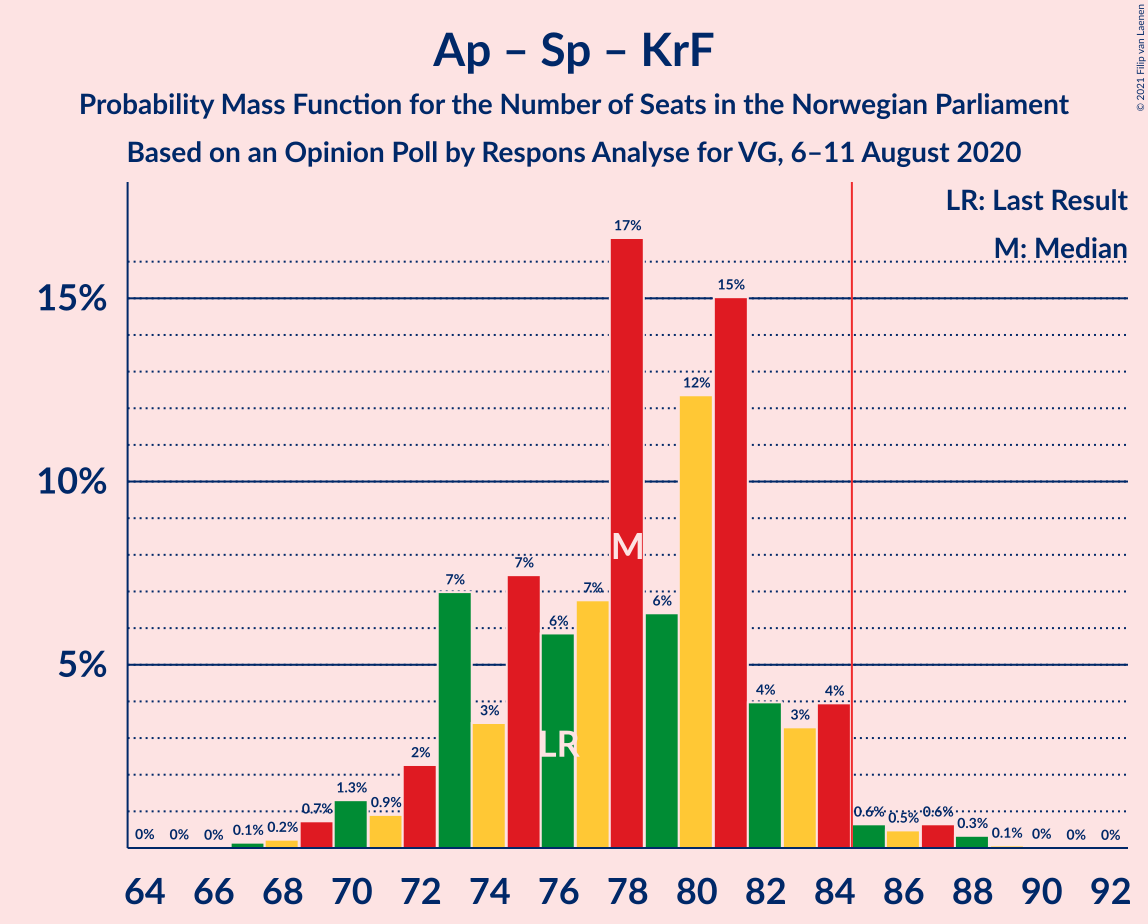 Ap – Sp – KrF
Probability Mass Function for the Number of Seats in the Norwegian Parliament
Based on an Opinion Poll by Respons Analyse for VG, 6–11 August 2020
© 2021 Filip van Laenen
LR: Last Result
M: Median
15%
10%
5%
0% 0% 0% 0.1% 0.2% 0.7% 1.3% 0.9% 2% 7% 3% 7% 6% 7% 17% 6% 12% 15% 4% 3% 4% 0.6% 0.5% 0.6% 0.3% 0.1% 0% 0% 0%
M
LR
64 66 68 70 72 74 76 78 80 82 84 86 88 90 92